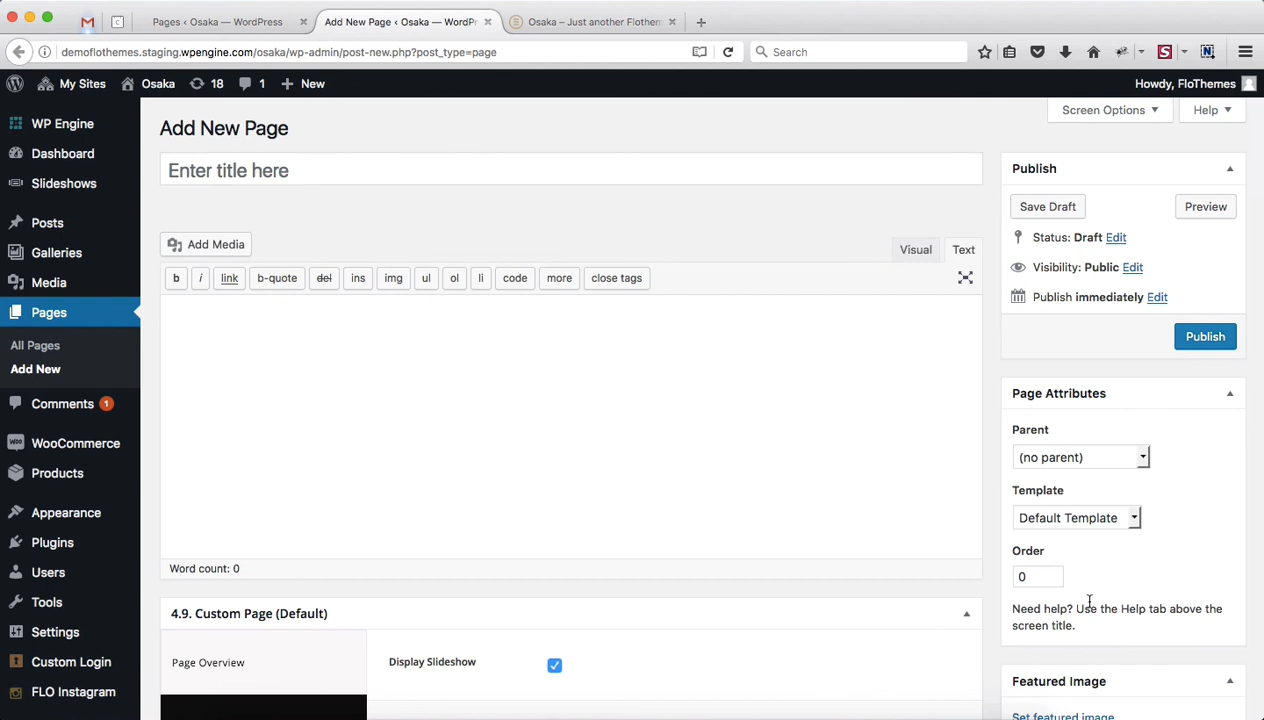 Pages ‹ Osaka — WordPress
Add New Page ‹ Osaka — WordPr
Osaka – Just another Flothem
demoflothemes.staging.wpengine.com/osaka/wp-admin/post-new.php?post_type=page
Search
My Sites
Osaka
18
1
New
Howdy, FloThemes
WP Engine
Dashboard
Slideshows
Posts
Galleries
Media
Pages
All Pages
Add New
Comments 1
WooCommerce
Products
Appearance
Plugins
Users
Tools
Settings
Custom Login
FLO Instagram
Screen Options
Help
Add New Page
Enter title here
Add Media
Visual
Text
b
i
link
b-quote
del
ins
img
ul
ol
li
code
more
close tags
Word count: 0
4.9. Custom Page (Default)
Page Overview
Display Slideshow
Publish
Save Draft
Preview
Status: Draft Edit
Visibility: Public Edit
Publish immediately Edit
Publish
Page Attributes
Parent
(no parent)
Template
Default Template
Order
0
Need help? Use the Help tab above the
screen title.
Featured Image
Set featured image